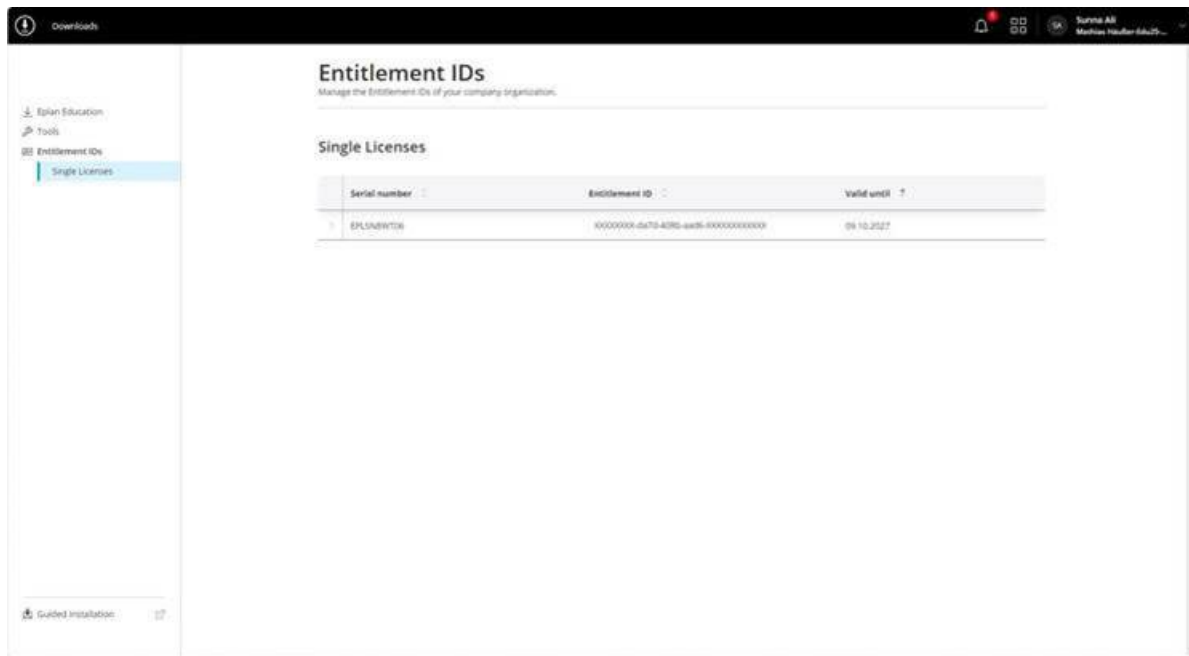 Downloads
SA
Sunna Ali
Entitlement IDs
Manage the Entitlement IDs of your company organization.
Eplan Education
Tools
Entitlement IDs
Single Licenses
Single Licenses
Serial number
Entitlement ID
Valid until
09.10.2027
Guided Installation